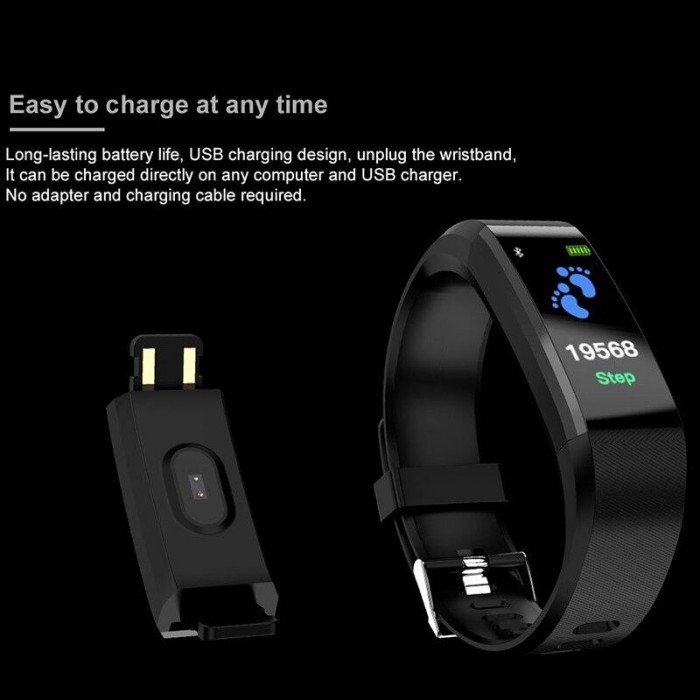 Easy to charge at any time
Long-lasting battery life, USB charging design, unplug the wristband,
It can be charged directly on any computer and USB charger.
No adapter and charging cable required.
19568
Step